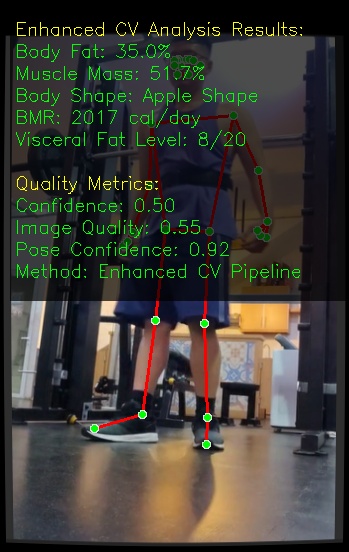 Enhanced CV Analysis Results:
Body Fat: 35.0%
Muscle Mass: 51.7%
Body Shape: Apple Shape
BMR: 2017 cal/day
Visceral Fat Level: 8/20
Quality Metrics:
Confidence: 0.50
Image Quality: 0.55
Pose Confidence: 0.92
Method: Enhanced CV Pipeline